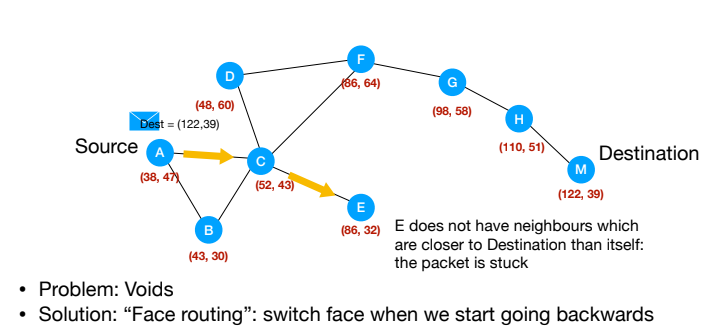 F
(86, 64)
D
(48, 60)
G
(98, 58)
Dest = (122,39)
H
(110, 51)
Source
A
(38, 47)
C
(52, 43)
Destination
M
(122, 39)
E
(86, 32)
B
(43, 30)
E does not have neighbours which
are closer to Destination than itself:
the packet is stuck
• Problem: Voids
• Solution: “Face routing”: switch face when we start going backwards